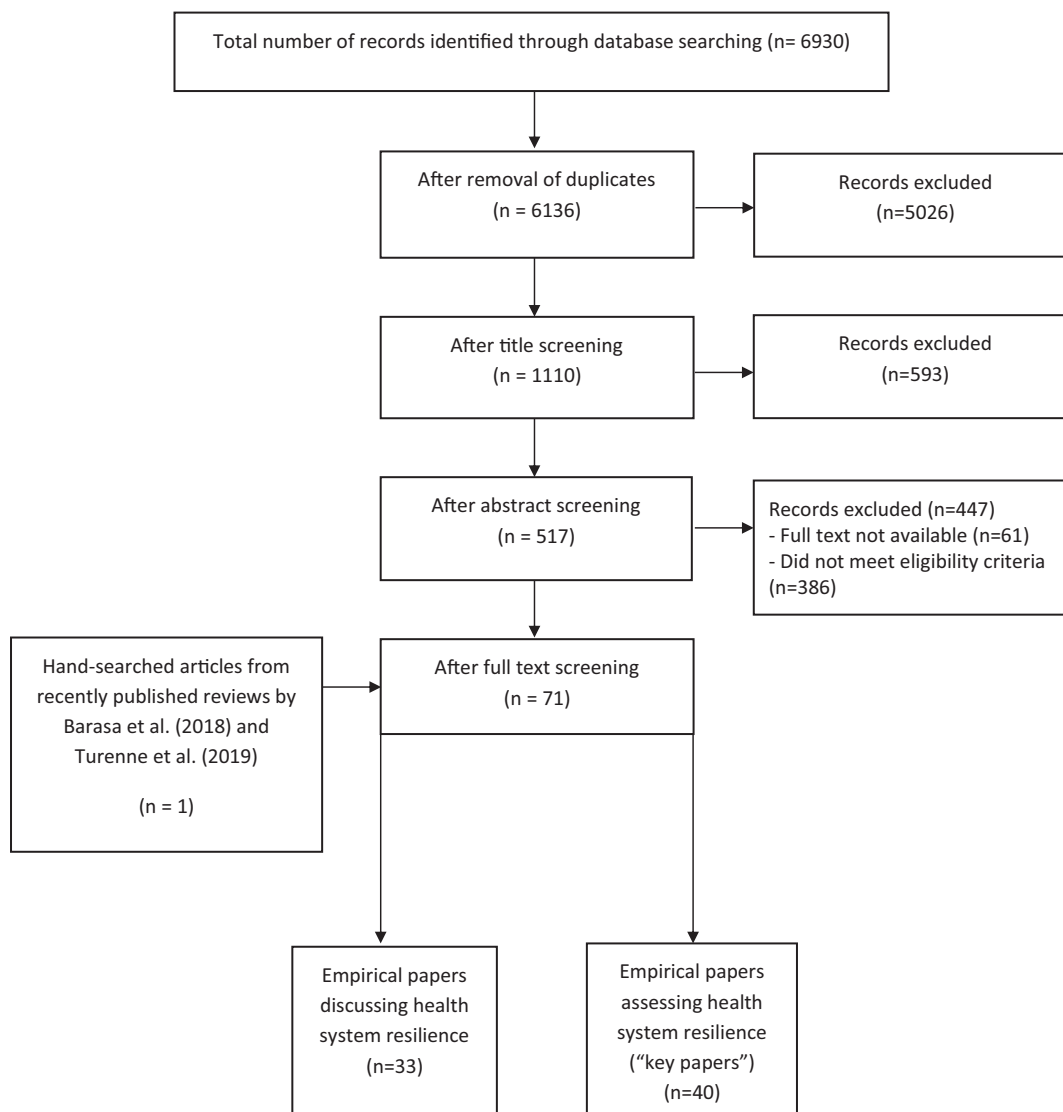 Total number of records identified through database searching (n= 6930)
After removal of duplicates
(n = 6136)
Records excluded
(n=5026)
After title screening
(n = 1110)
Records excluded
(n=593)
After abstract screening
(n = 517)
Records excluded (n=447)
- Full text not available (n=61)
- Did not meet eligibility criteria
(n=386)
Hand-searched articles from
recently published reviews by
Barasa et al. (2018) and
Turenne et al. (2019)
(n = 1)
After full text screening
(n = 71)
Empirical papers
discussing health
system resilience
(n=33)
Empirical papers
assessing health
system resilience
(“key papers”)
(n=40)